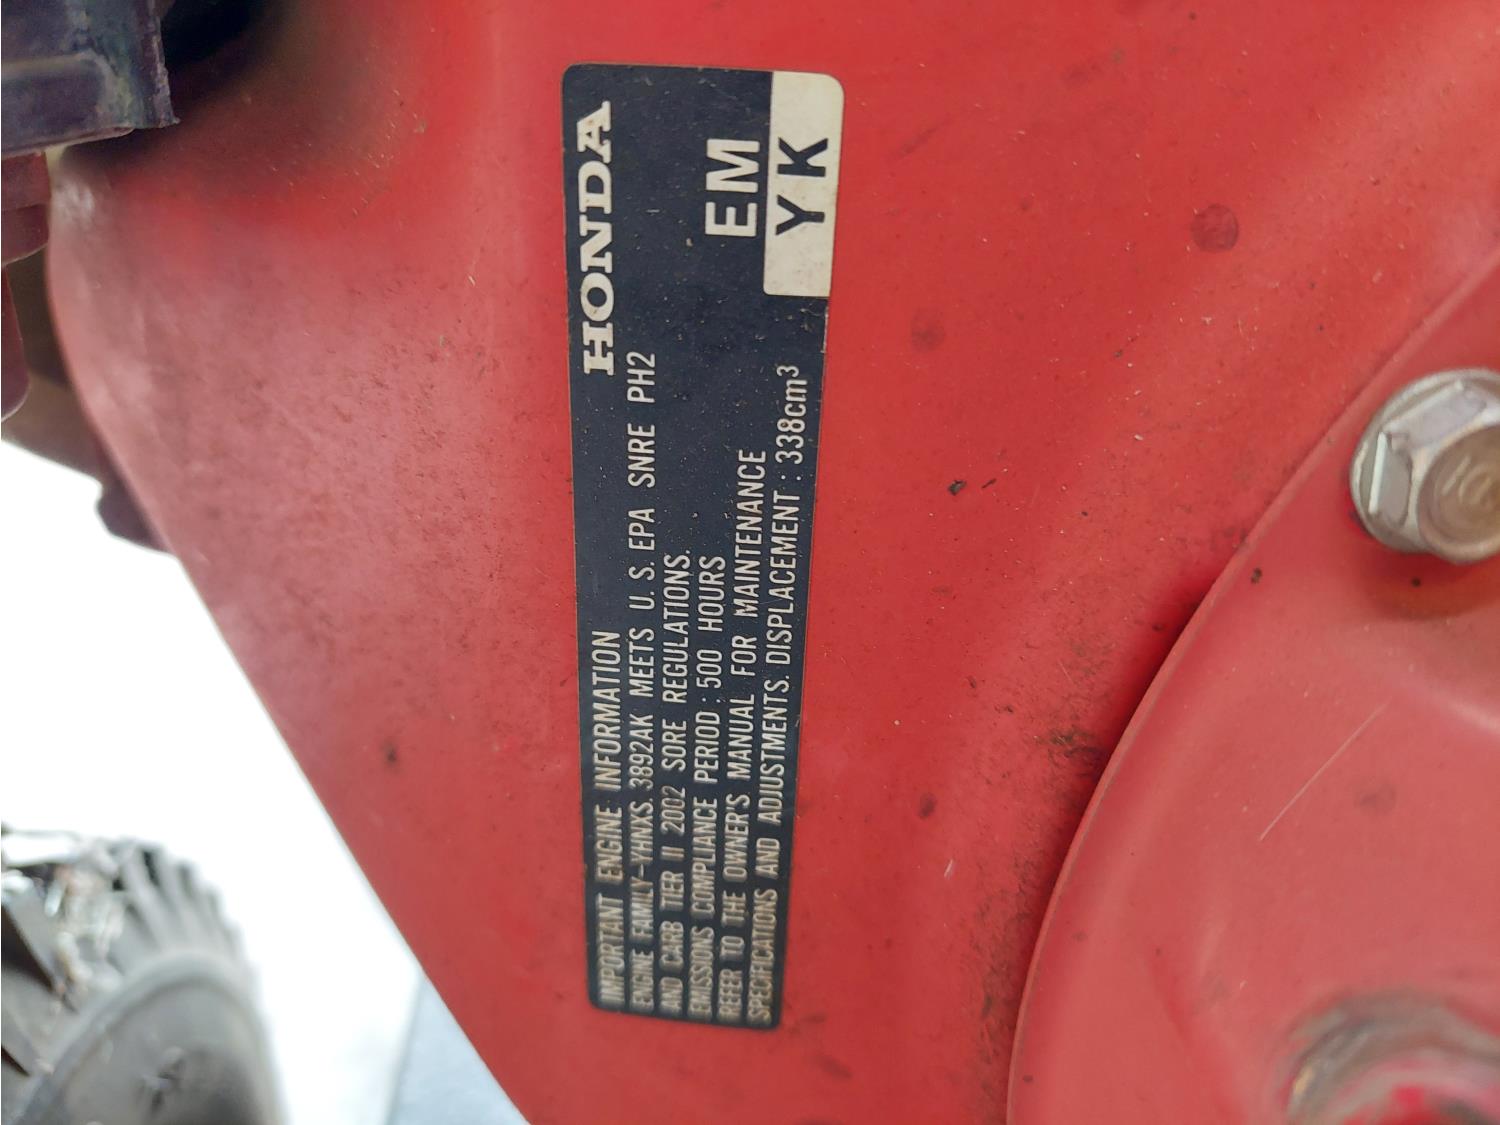 IMPORTANT ENGINE INFORMATION
HONDA
ENGINE FAMILY-YHNXS.3892AK MEETS U.S. EPA SNRE PH2
AND CARB TIER II 2002 SORE REGULATIONS.
EMISSIONS COMPLIANCE PERIOD : 500 HOURS
REFER TO THE OWNER'S MANUAL FOR MAINTENANCE
SPECIFICATIONS AND ADJUSTMENTS. DISPLACEMENT : 338cm³
EM
YK